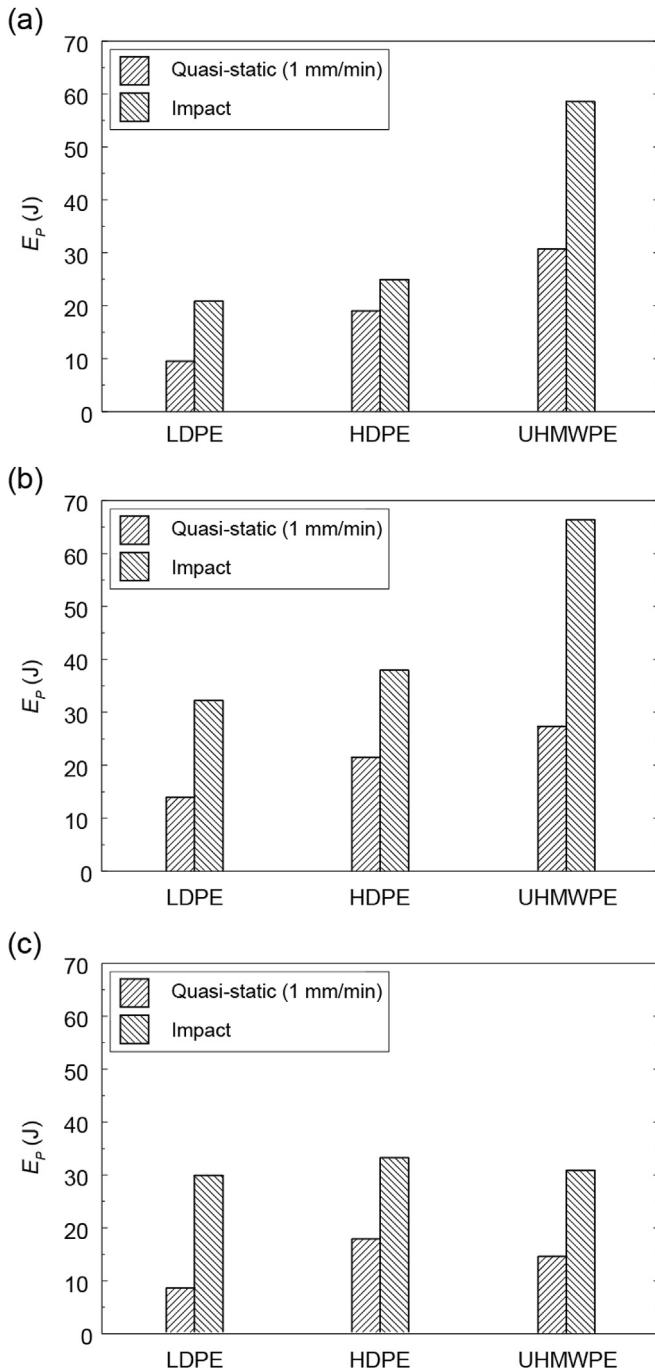 (a)
70
60
50
40
30
20
10
0
E_P (J)
Quasi-static (1 mm/min)
Impact
LDPE HDPE UHMWPE
(b)
70
60
50
40
30
20
10
0
E_P (J)
Quasi-static (1 mm/min)
Impact
LDPE HDPE UHMWPE
(c)
70
60
50
40
30
20
10
0
E_P (J)
Quasi-static (1 mm/min)
Impact
LDPE HDPE UHMWPE